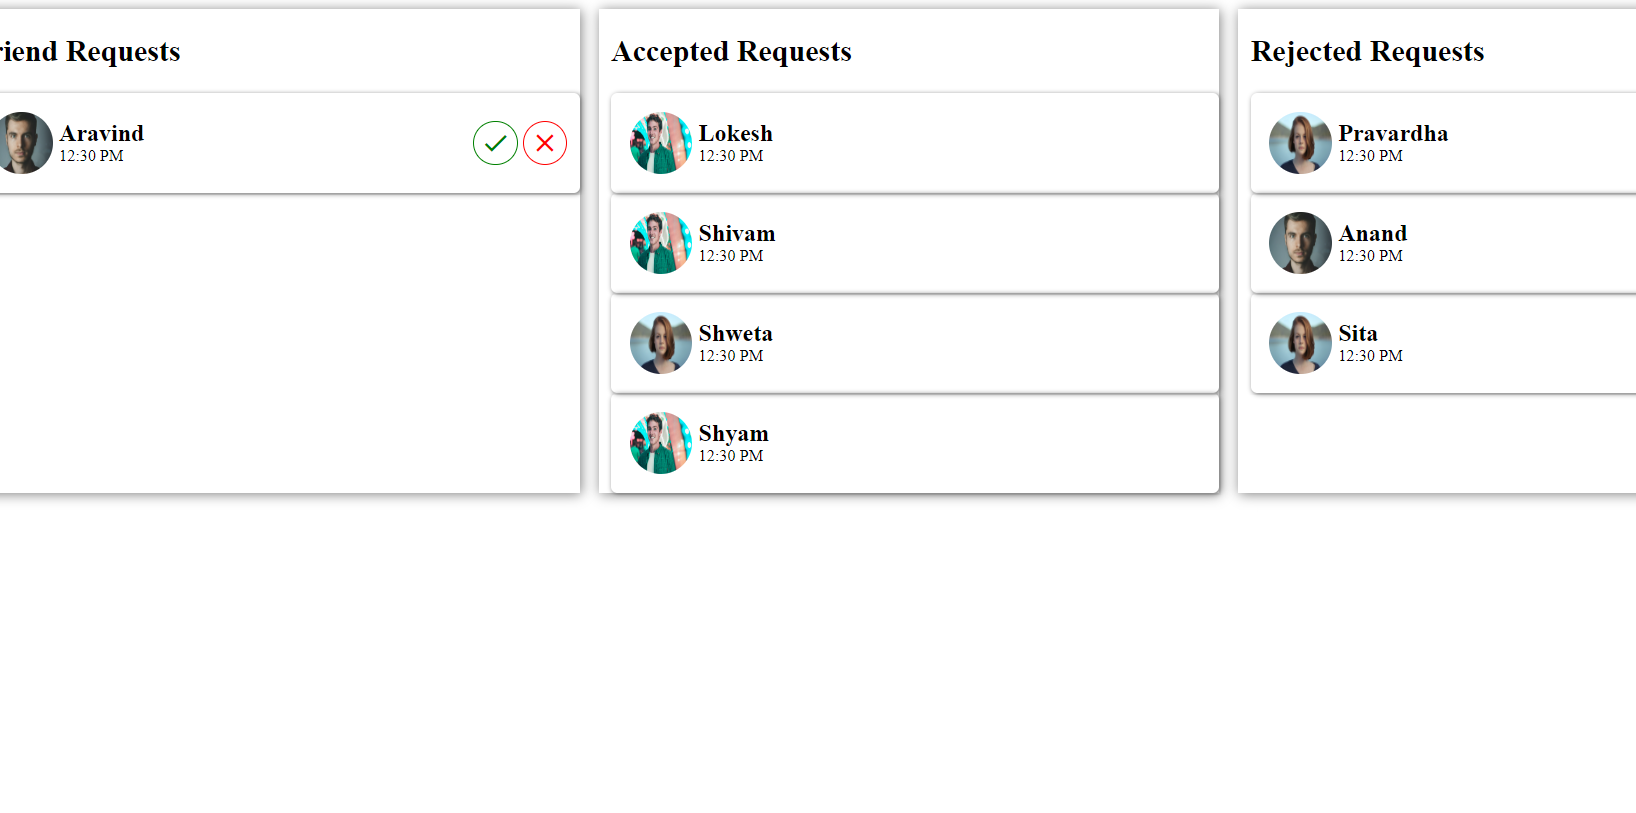 riend Requests
Aravind
12:30 PM
Accepted Requests
Lokesh
12:30 PM
Shivam
12:30 PM
Shweta
12:30 PM
Shyam
12:30 PM
Rejected Requests
Pravardha
12:30 PM
Anand
12:30 PM
Sita
12:30 PM